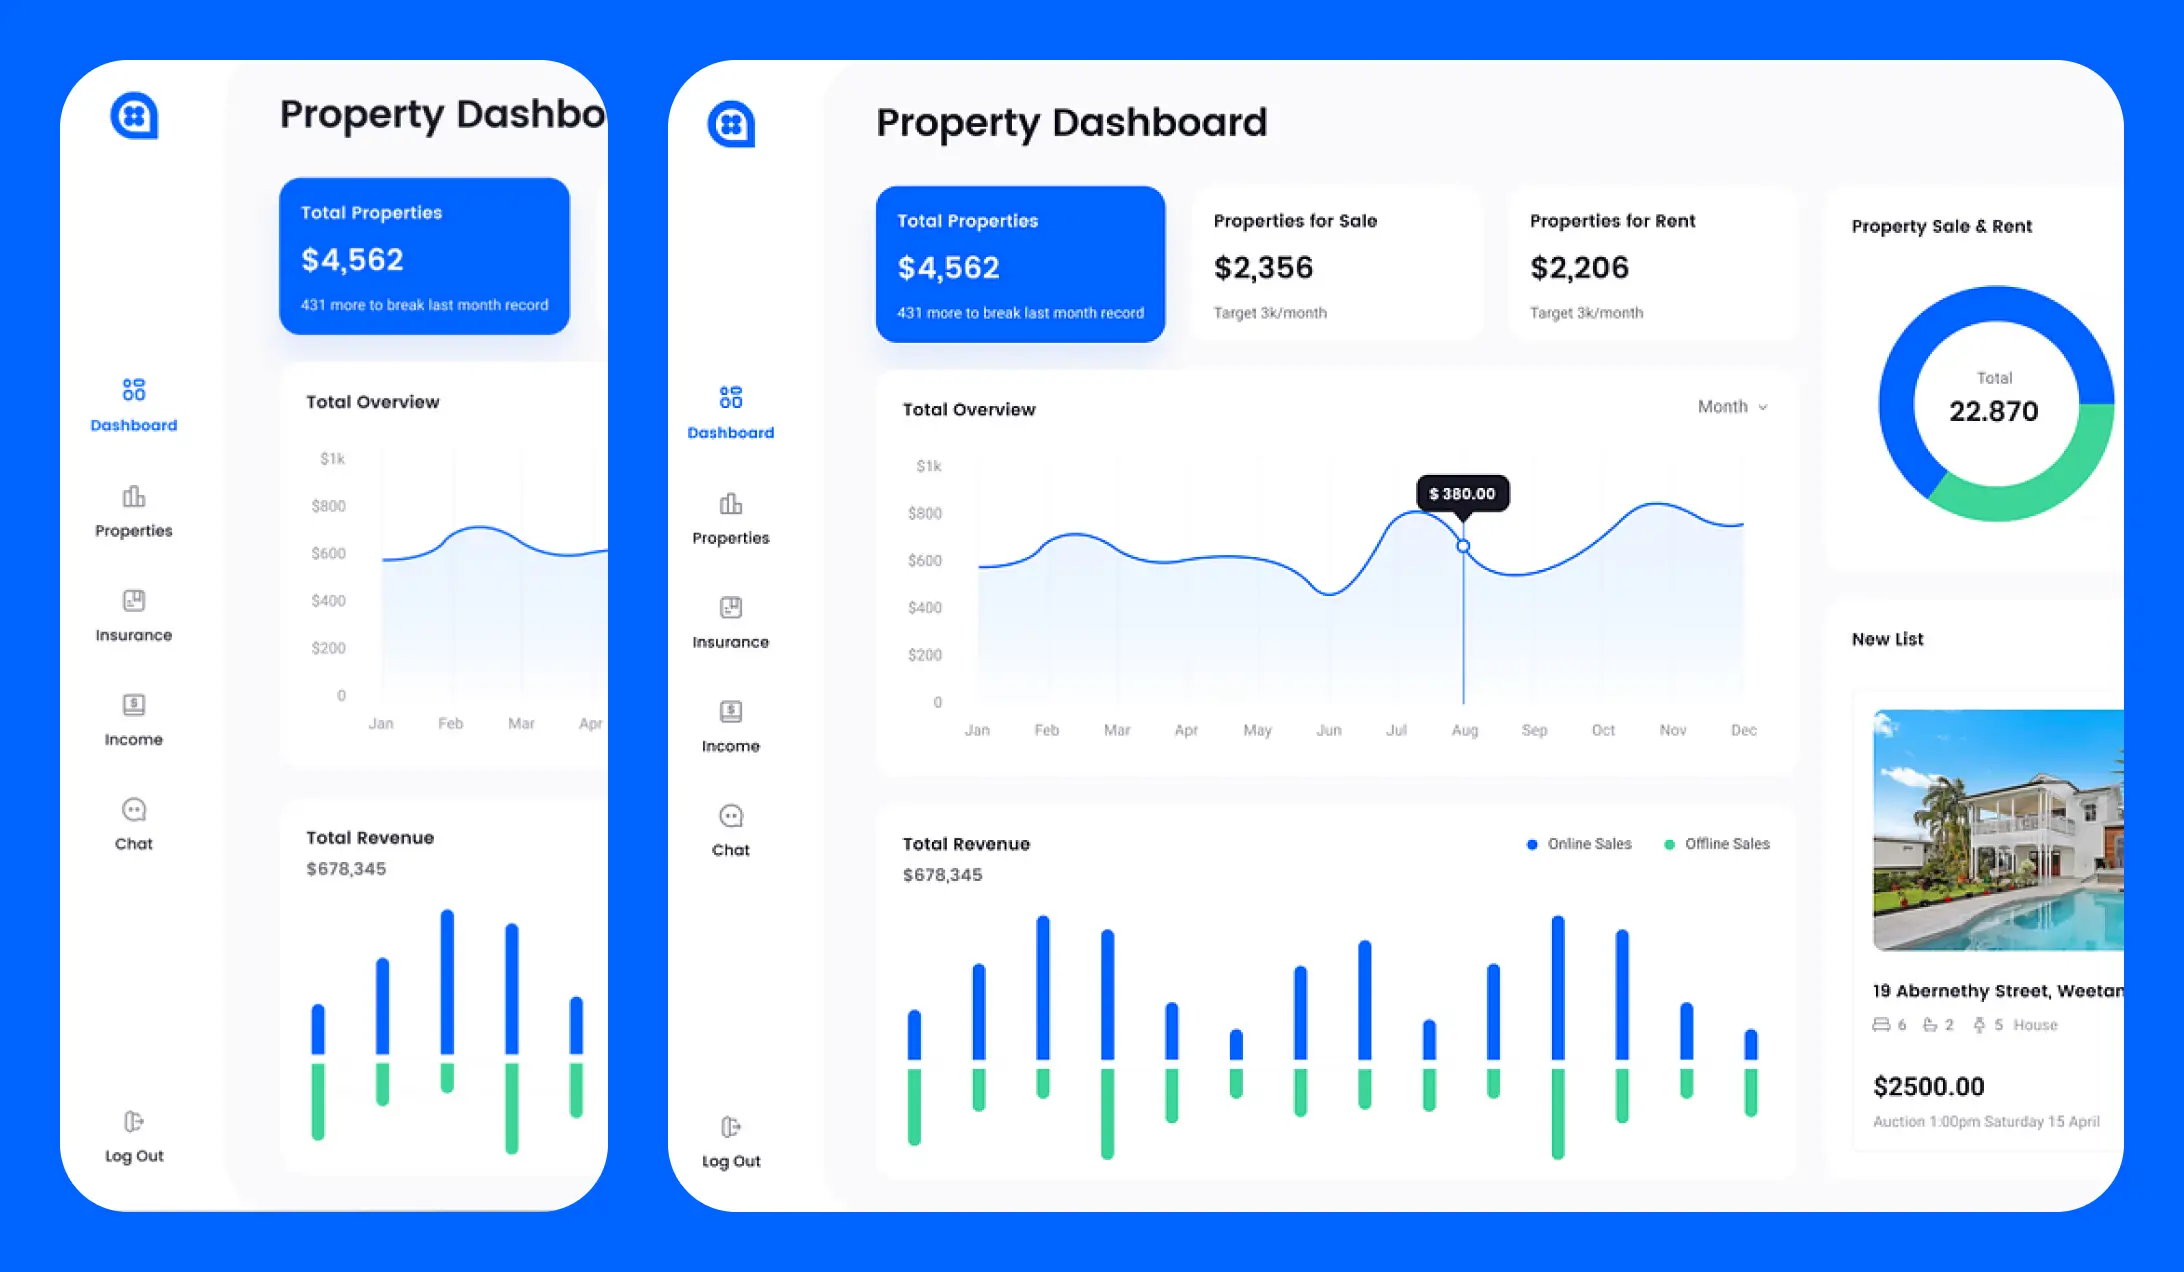 Property Dashbo
Total Properties
$4,562
431 more to break last month record
Dashboard
Properties
Insurance
Income
Chat
Log Out
Total Overview
$1k
$800
$600
$400
$200
0
Jan Feb Mar Apr
Total Revenue
$678,345
Property Dashboard
Dashboard
Properties
Insurance
Income
Chat
Log Out
Total Properties
$4,562
431 more to break last month record
Properties for Sale
$2,356
Target 3k/month
Properties for Rent
$2,206
Target 3k/month
Total Overview
Month
$1k
$800
$600
$400
$200
0
$ 380.00
Jan Feb Mar Apr May Jun Jul Aug Sep Oct Nov Dec
Total Revenue
$678,345
Online Sales Offline Sales
Property Sale & Rent
Total
22.870
New List
19 Abernethy Street, Weetan
6 2 5 House
$2500.00
Auction 1:00pm Saturday 15 April